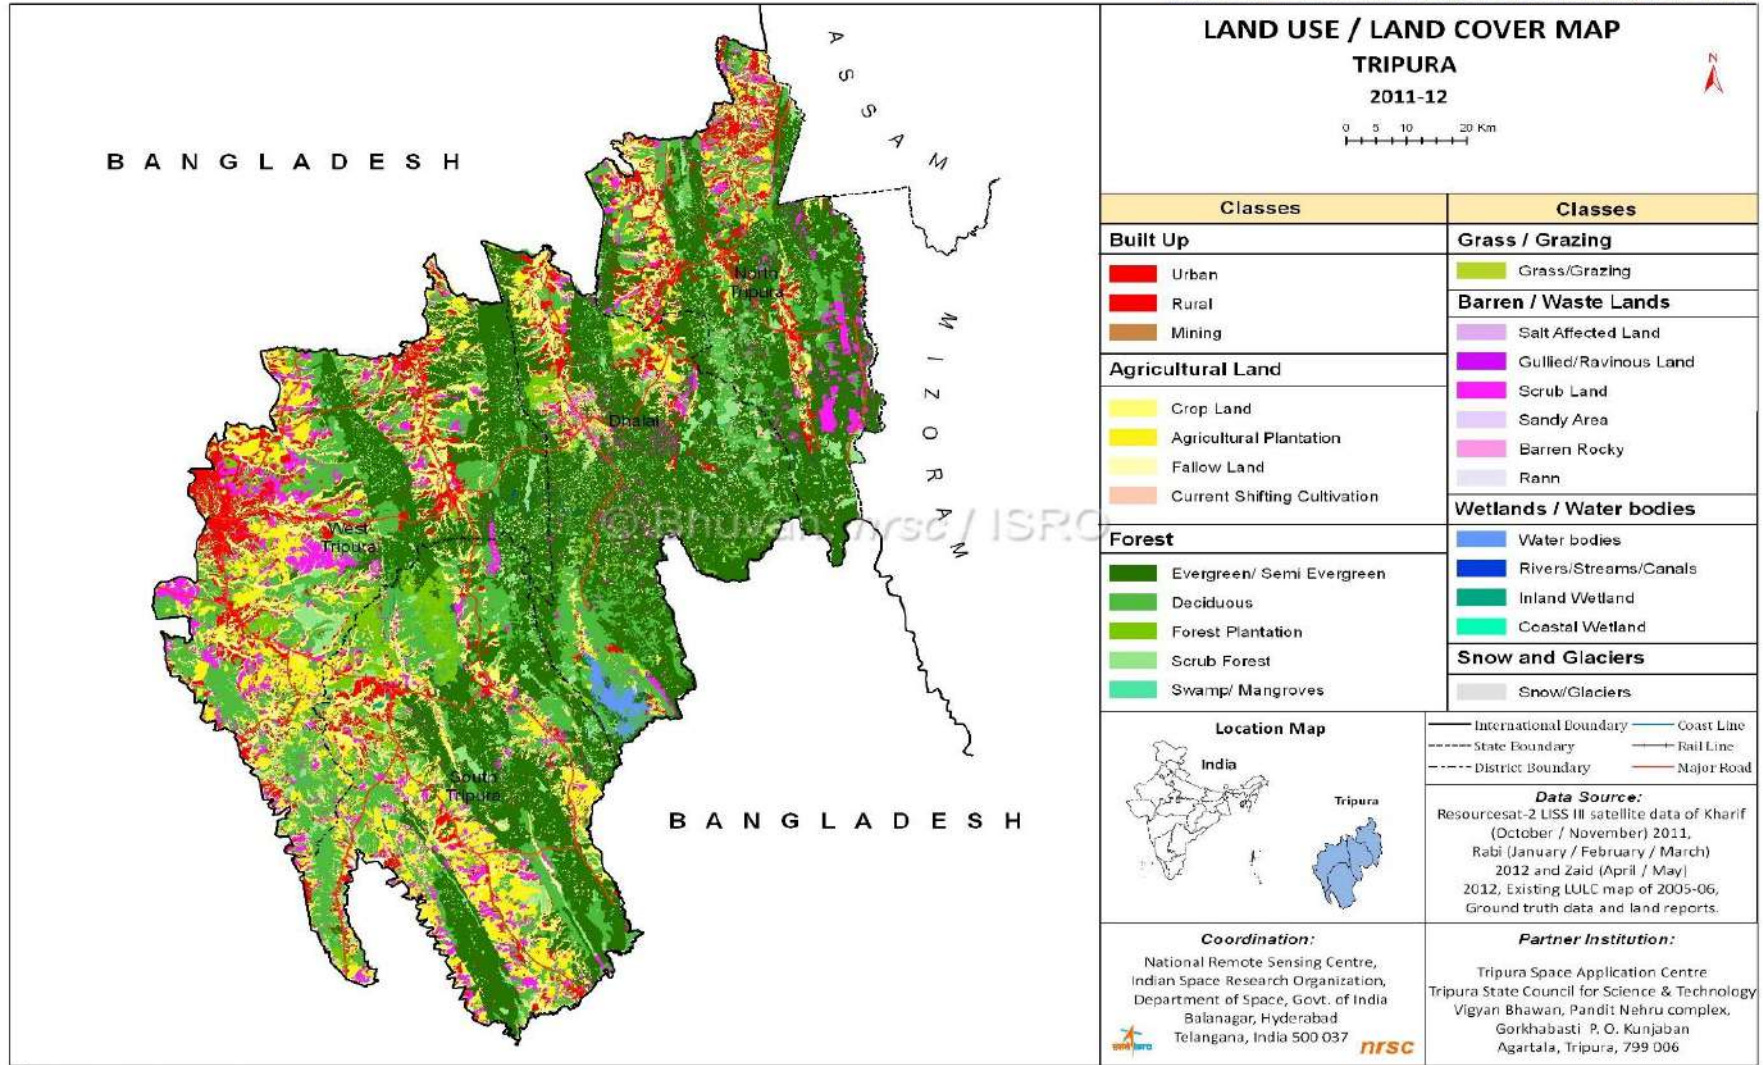 LAND USE / LAND COVER MAP
TRIPURA
2011-12
N
0 5 10 20 Km
BANGLADESH
ASSAM
MIZORAM
North
Tripura
Dhalai
West
Tripura
South
Tripura
BANGLADESH
© Bhuvan, nrsc / ISRO
Classes
Built Up
Urban
Rural
Mining
Agricultural Land
Crop Land
Agricultural Plantation
Fallow Land
Current Shifting Cultivation
Forest
Evergreen/ Semi Evergreen
Deciduous
Forest Plantation
Scrub Forest
Swamp/ Mangroves
Classes
Grass / Grazing
Grass/Grazing
Barren / Waste Lands
Salt Affected Land
Gullied/Ravinous Land
Scrub Land
Sandy Area
Barren Rocky
Rann
Wetlands / Water bodies
Water bodies
Rivers/Streams/Canals
Inland Wetland
Coastal Wetland
Snow and Glaciers
Snow/Glaciers
Location Map
India
Tripura
International Boundary
State Boundary
District Boundary
Coast Line
Rail Line
Major Road
Data Source:
Resourcesat-2 LISS III satellite data of Kharif
(October / November) 2011,
Rabi (January / February / March)
2012 and Zaid (April / May)
2012, Existing LULC map of 2005-06,
Ground truth data and land reports.
Coordination:
National Remote Sensing Centre,
Indian Space Research Organization,
Department of Space, Govt. of India
Balanagar, Hyderabad
Telangana, India 500 037
nrsc
Partner Institution:
Tripura Space Application Centre
Tripura State Council for Science & Technology
Vigyan Bhawan, Pandit Nehru complex,
Gorkhabasti P. O. Kunjaban
Agartala, Tripura, 799 006